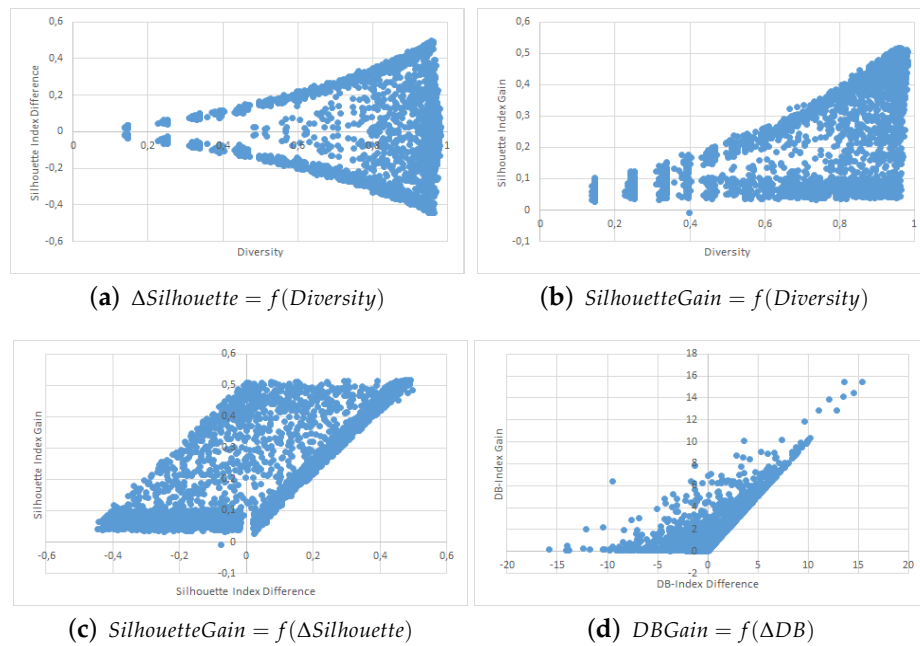 0,6
0,4
0,2
0
-0,2
-0,4
-0,6
0 0,2 0,4 0,6 0,8 1
Silhouette Index Difference
Diversity
(a) ΔSilhouette = f(Diversity)
0,6
0,5
0,4
0,3
0,2
0,1
0
-0,1
0 0,2 0,4 0,6 0,8 1
Silhouette Index Gain
Diversity
(b) SilhouetteGain = f(Diversity)
0,6
0,5
0,4
0,3
0,2
0,1
0
-0,1
-0,6 -0,4 -0,2 0 0,2 0,4 0,6
Silhouette Index Gain
Silhouette Index Difference
(c) SilhouetteGain = f(ΔSilhouette)
18
16
14
12
10
8
6
4
2
0
-2
-20 -15 -10 -5 0 5 10 15 20
DB-Index Gain
DB-Index Difference
(d) DBGain = f(ΔDB)